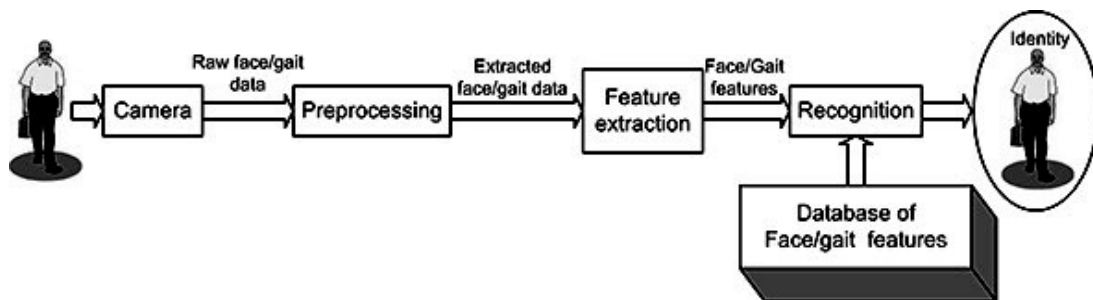 Raw face/gait
data
Extracted
face/gait data
Face/Gait
features
Identity
Camera
Preprocessing
Feature
extraction
Recognition
Database of
Face/gait features